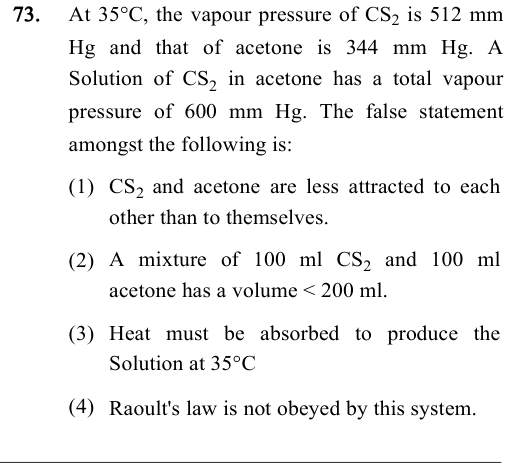 73. At 35°C, the vapour pressure of CS₂ is 512 mm
Hg and that of acetone is 344 mm Hg. A
Solution of CS₂ in acetone has a total vapour
pressure of 600 mm Hg. The false statement
amongst the following is:
(1) CS₂ and acetone are less attracted to each
other than to themselves.
(2) A mixture of 100 ml CS₂ and 100 ml
acetone has a volume < 200 ml.
(3) Heat must be absorbed to produce the
Solution at 35°C
(4) Raoult's law is not obeyed by this system.